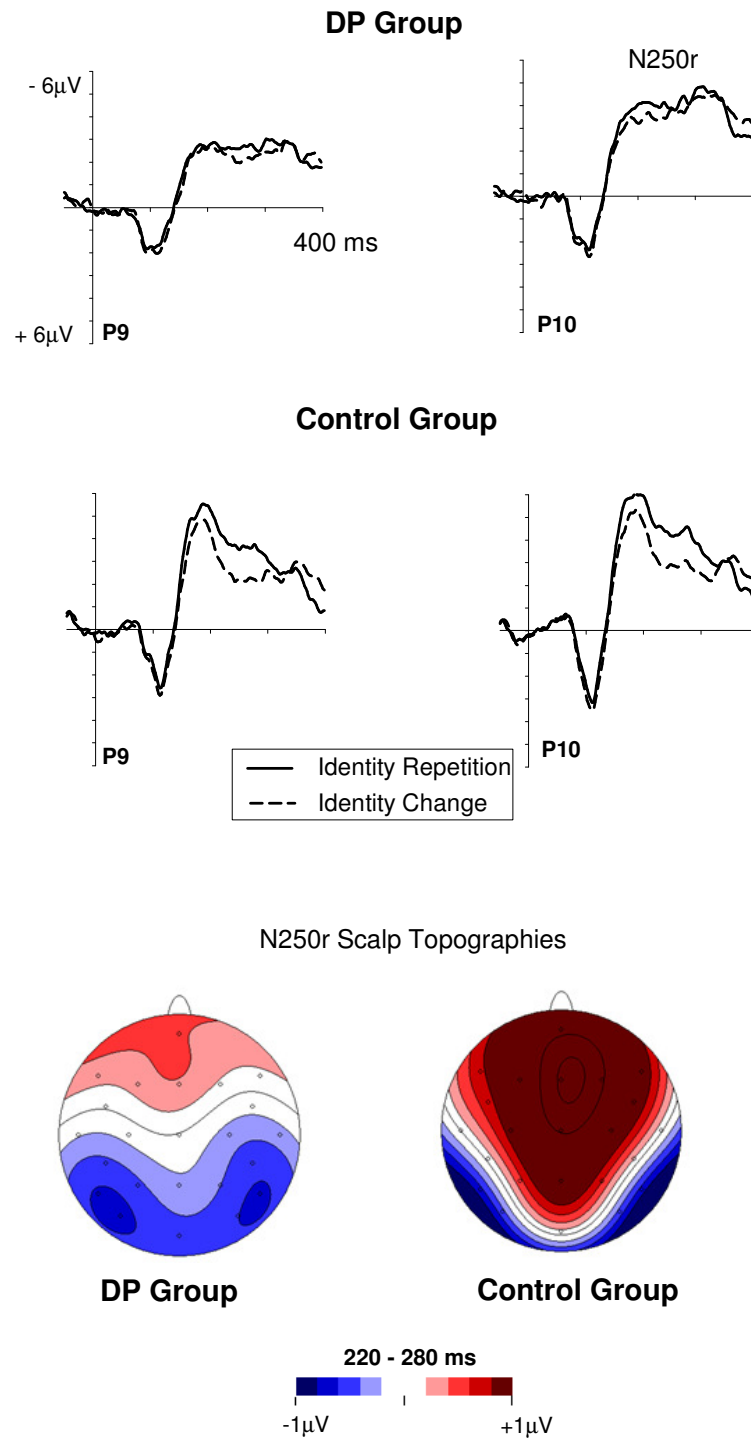 DP Group
N250r
- 6μV
400 ms
+ 6μV
P9
P10
Control Group
P9
P10
Identity Repetition
Identity Change
N250r Scalp Topographies
DP Group
Control Group
220 - 280 ms
-1μV
+1μV